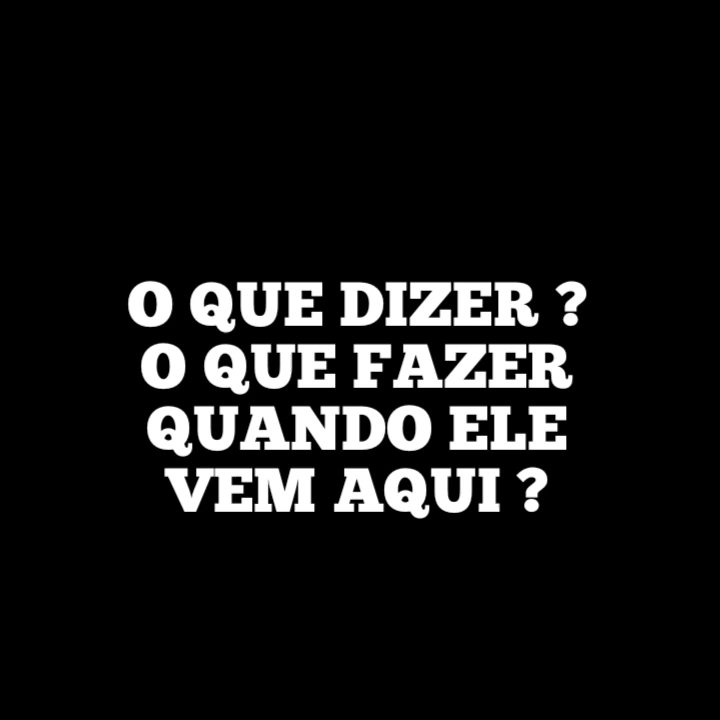 O QUE DIZER ?
O QUE FAZER
QUANDO ELE
VEM AQUI ?